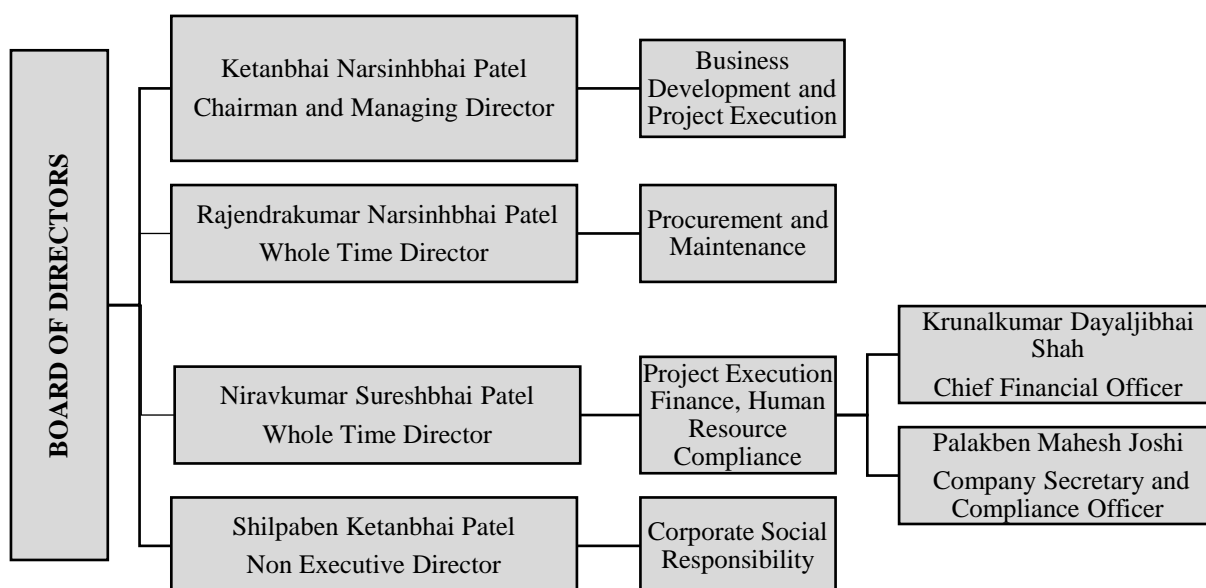 BOARD OF DIRECTORS
Ketanbhai Narsinhbhai Patel
Chairman and Managing Director
Business
Development and
Project Execution
Rajendrakumar Narsinhbhai Patel
Whole Time Director
Procurement and
Maintenance
Niravkumar Sureshbhai Patel
Whole Time Director
Project Execution
Finance, Human
Resource
Compliance
Krunalkumar Dayaljibhai
Shah
Chief Financial Officer
Palakben Mahesh Joshi
Company Secretary and
Compliance Officer
Shilpaben Ketanbhai Patel
Non Executive Director
Corporate Social
Responsibility